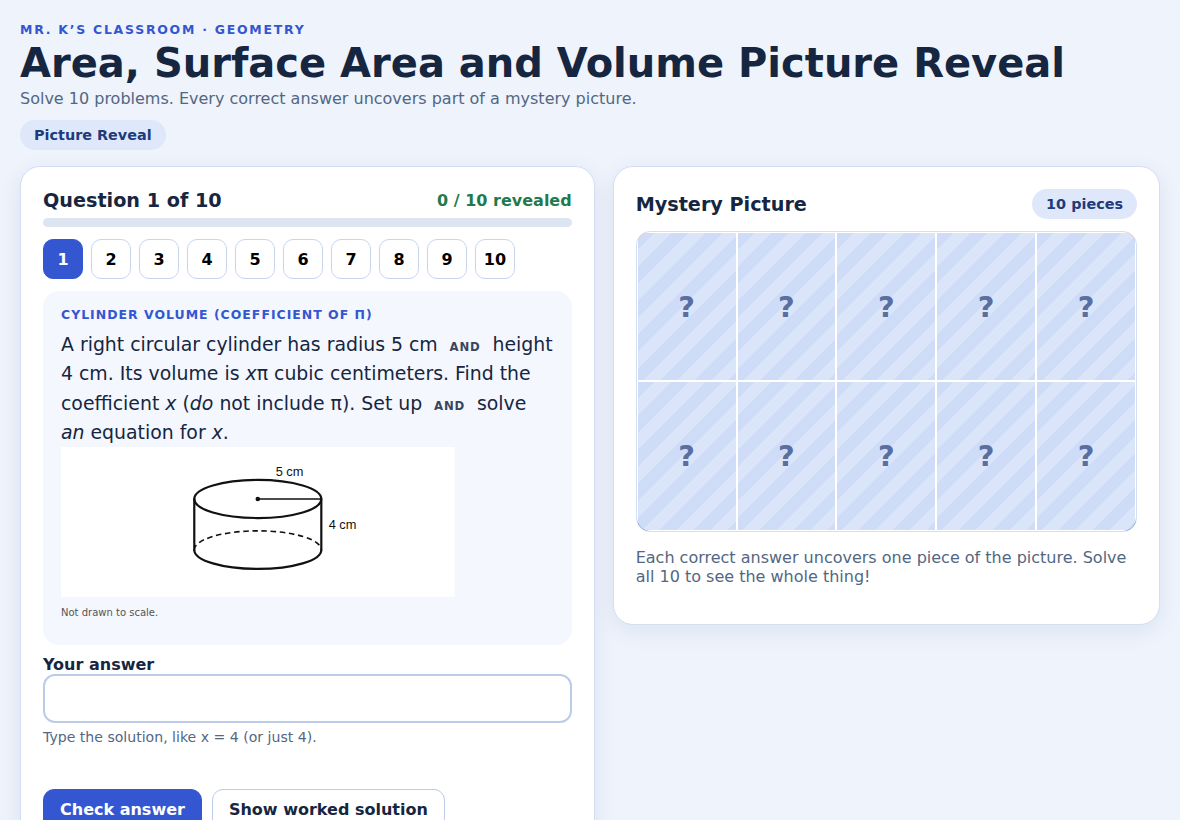 MR. K’S CLASSROOM · GEOMETRY
Area, Surface Area and Volume Picture Reveal
Solve 10 problems. Every correct answer uncovers part of a mystery picture.
Picture Reveal
Question 1 of 10
0 / 10 revealed
1 2 3 4 5 6 7 8 9 10
CYLINDER VOLUME (COEFFICIENT OF Π)
A right circular cylinder has radius 5 cm AND height
4 cm. Its volume is xπ cubic centimeters. Find the
coefficient x (do not include π). Set up AND solve
an equation for x.
5 cm
4 cm
Not drawn to scale.
Your answer
Type the solution, like x = 4 (or just 4).
Check answer
Show worked solution
Mystery Picture
10 pieces
? ? ? ? ?
? ? ? ? ?
Each correct answer uncovers one piece of the picture. Solve
all 10 to see the whole thing!